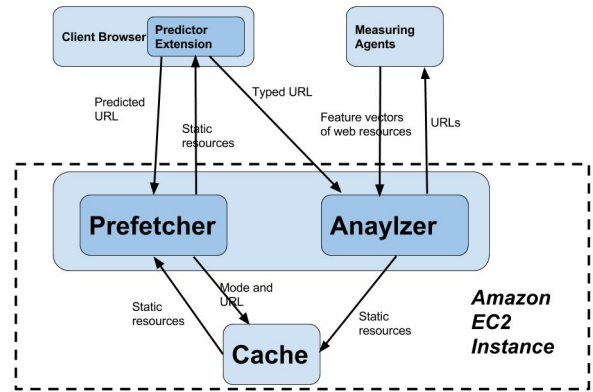 Client Browser
Predictor
Extension
Measuring
Agents
Predicted
URL
Static
resources
Typed URL
Feature vectors
of web resources
URLs
Prefetcher
Anaylzer
Static
resources
Mode and
URL
Static
resources
Cache
Amazon
EC2
Instance